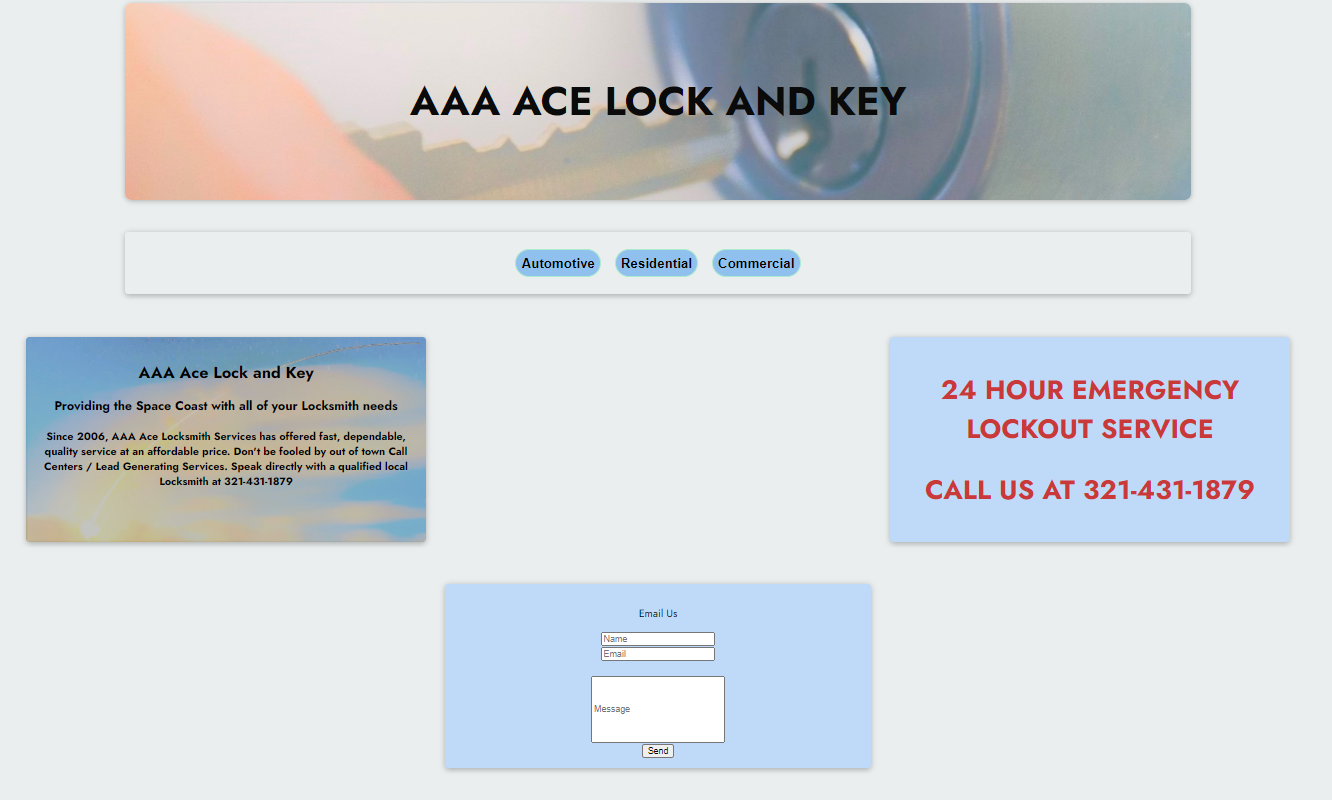 AAA ACE LOCK AND KEY
Automotive
Residential
Commercial
AAA Ace Lock and Key
Providing the Space Coast with all of your Locksmith needs
Since 2006, AAA Ace Locksmith Services has offered fast, dependable,
quality service at an affordable price. Don't be fooled by out of town Call
Centers / Lead Generating Services. Speak directly with a qualified local
Locksmith at 321-431-1879
24 HOUR EMERGENCY
LOCKOUT SERVICE
CALL US AT 321-431-1879
Email Us
Name
Email
Message
Send